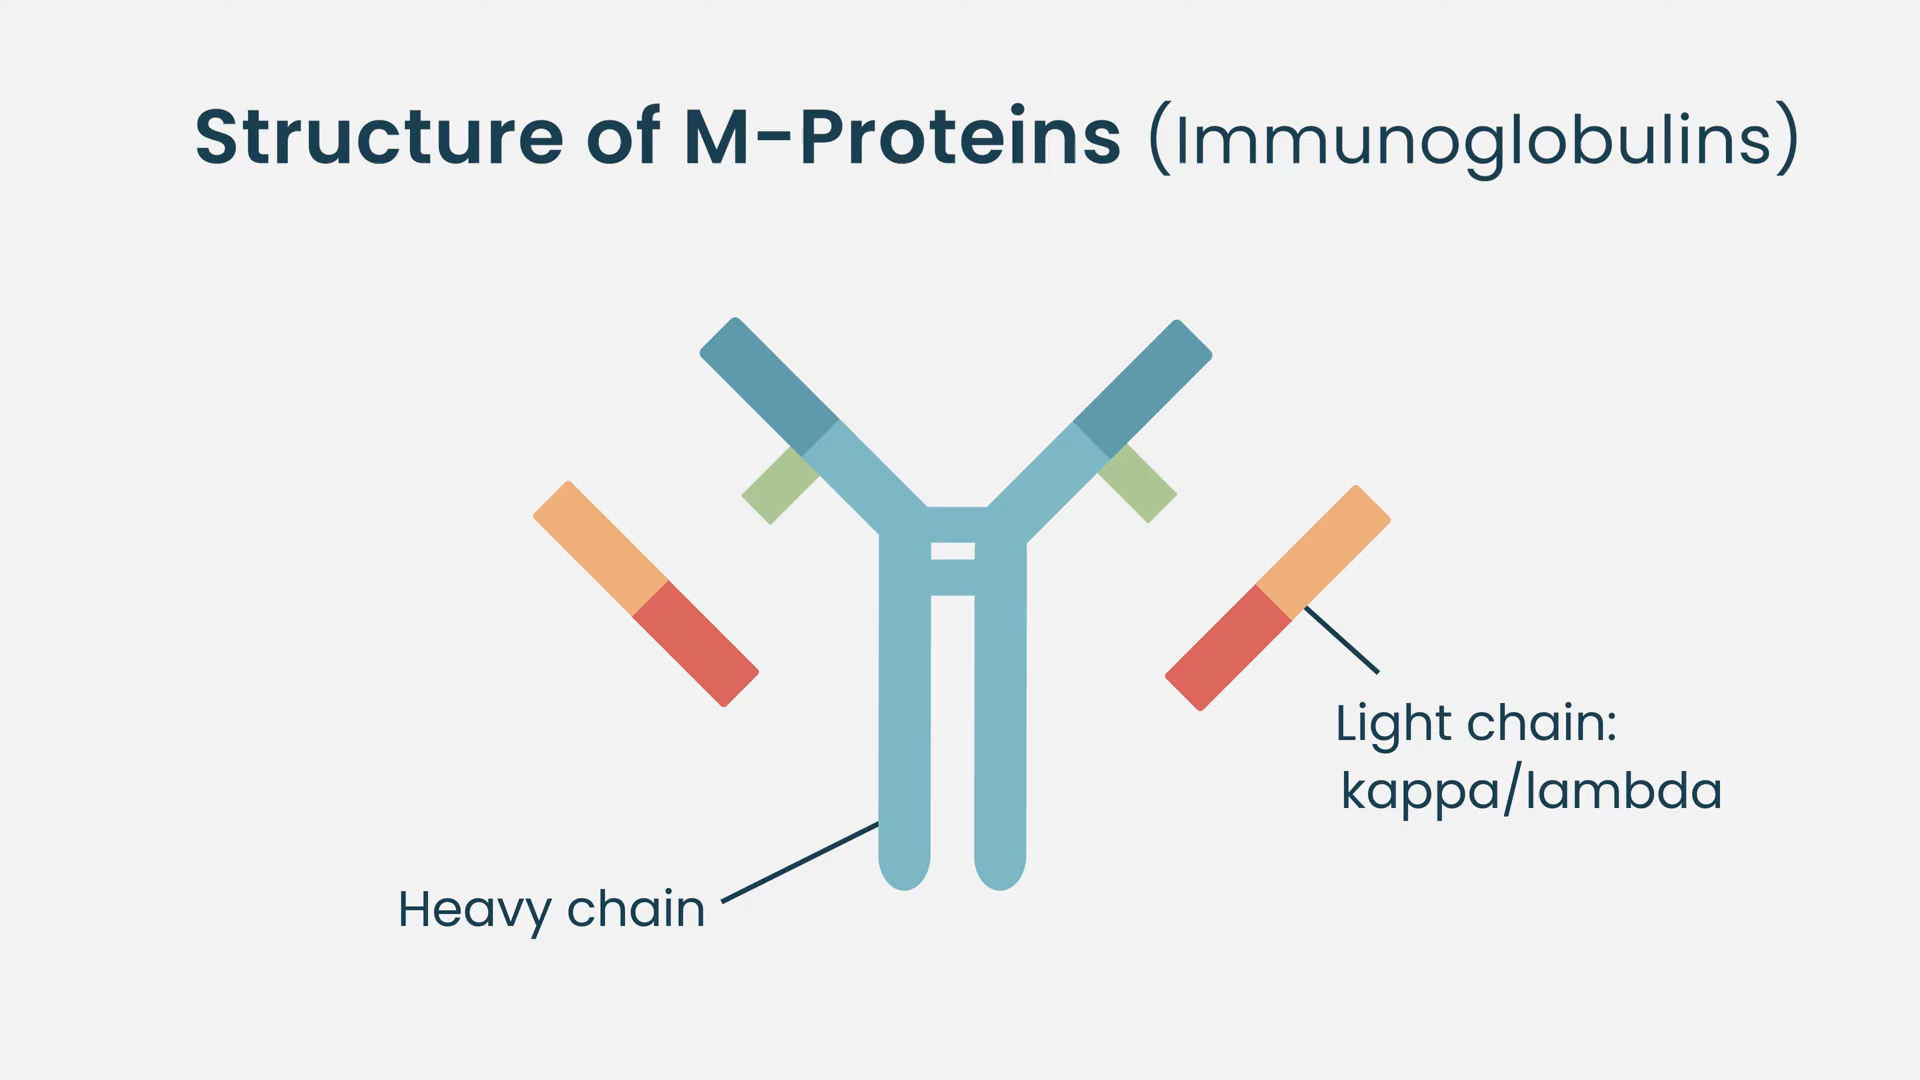 Structure of M-Proteins (Immunoglobulins)
Light chain:
kappa/lambda
Heavy chain